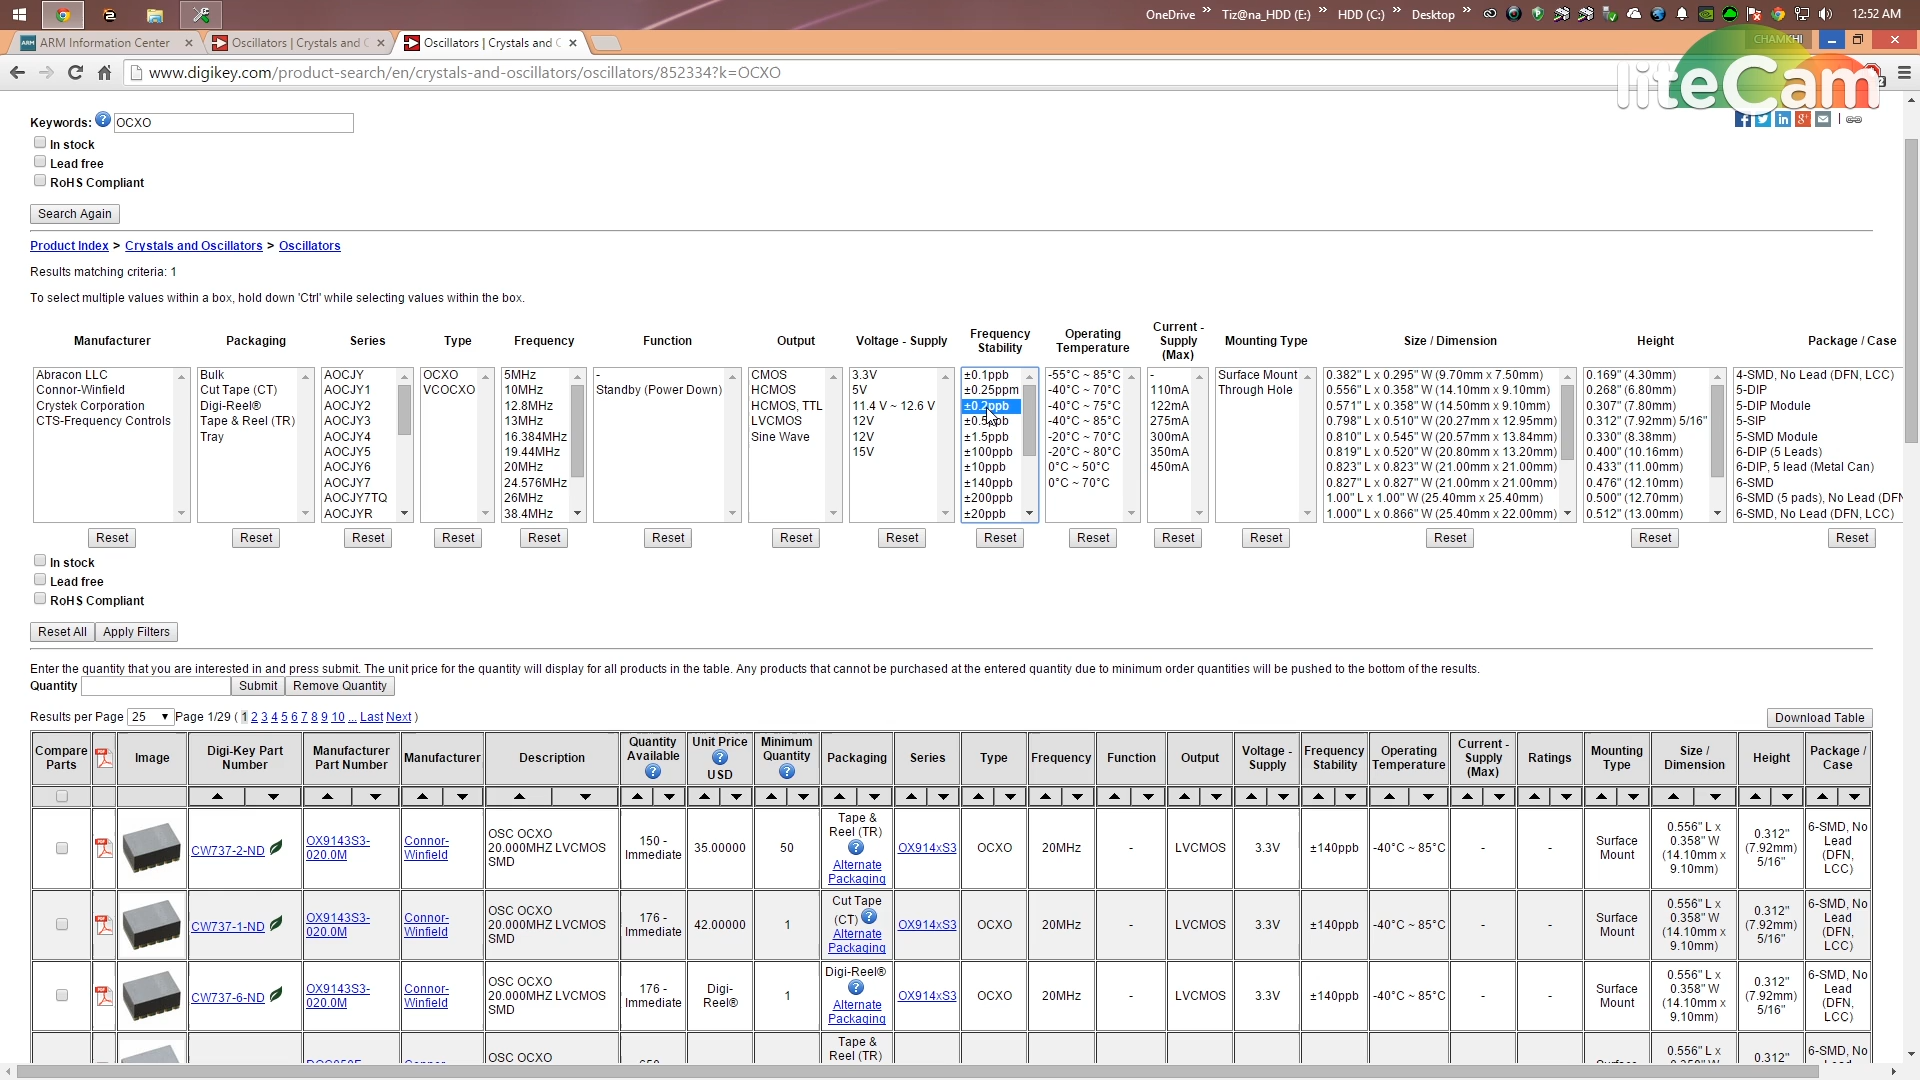 OneDrive » Tiz@na_HDD (E:) » HDD (C:) » Desktop » 12:52 AM
ARM Information Center × Oscillators | Crystals and C × Oscillators | Crystals and C ×
CHAMKHI
www.digikey.com/product-search/en/crystals-and-oscillators/oscillators/852334?k=OCXO
liteCam
Keywords: OCXO
In stock
Lead free
RoHS Compliant
Search Again
Product Index > Crystals and Oscillators > Oscillators
Results matching criteria: 1
To select multiple values within a box, hold down 'Ctrl' while selecting values within the box.
Manufacturer Packaging Series Type Frequency Function Output Voltage - Supply Frequency Stability Operating Temperature Current - Supply (Max) Mounting Type Size / Dimension Height Package / Case
Abracon LLC Bulk AOCJY OCXO 5MHz - CMOS 3.3V ±0.1ppb -55°C ~ 85°C - Surface Mount 0.382" L x 0.295" W (9.70mm x 7.50mm) 0.169" (4.30mm) 4-SMD, No Lead (DFN, LCC)
Connor-Winfield Cut Tape (CT) AOCJY1 VCOCXO 10MHz Standby (Power Down) HCMOS 5V ±0.25ppm -40°C ~ 70°C 110mA Through Hole 0.556" L x 0.358" W (14.10mm x 9.10mm) 0.268" (6.80mm) 5-DIP
Crystek Corporation Digi-Reel® AOCJY2 12.8MHz HCMOS, TTL 11.4 V ~ 12.6 V ±0.2ppb -40°C ~ 75°C 122mA 0.571" L x 0.358" W (14.50mm x 9.10mm) 0.307" (7.80mm) 5-DIP Module
CTS-Frequency Controls Tape & Reel (TR) AOCJY3 13MHz LVCMOS 12V ±0.5ppb -40°C ~ 85°C 275mA 0.798" L x 0.510" W (20.27mm x 12.95mm) 0.312" (7.92mm) 5/16" 5-SIP
Tray AOCJY4 16.384MHz Sine Wave 12V ±1.5ppb -20°C ~ 70°C 300mA 0.810" L x 0.545" W (20.57mm x 13.84mm) 0.330" (8.38mm) 5-SMD Module
AOCJY5 19.44MHz 15V ±100ppb -20°C ~ 80°C 350mA 0.819" L x 0.520" W (20.80mm x 13.20mm) 0.400" (10.16mm) 6-DIP (5 Leads)
AOCJY6 20MHz ±10ppb 0°C ~ 50°C 450mA 0.823" L x 0.823" W (21.00mm x 21.00mm) 0.433" (11.00mm) 6-DIP, 5 lead (Metal Can)
AOCJY7 24.576MHz ±140ppb 0°C ~ 70°C 0.827" L x 0.827" W (21.00mm x 21.00mm) 0.476" (12.10mm) 6-SMD
AOCJY7TQ 26MHz ±200ppb 1.00" L x 1.00" W (25.40mm x 25.40mm) 0.500" (12.70mm) 6-SMD (5 pads), No Lead (DFN
AOCJYR 38.4MHz ±20ppb 1.000" L x 0.866" W (25.40mm x 22.00mm) 0.512" (13.00mm) 6-SMD, No Lead (DFN, LCC)
Reset Reset Reset Reset Reset Reset Reset Reset Reset Reset Reset Reset Reset Reset Reset
In stock
Lead free
RoHS Compliant
Reset All Apply Filters
Enter the quantity that you are interested in and press submit. The unit price for the quantity will display for all products in the table. Any products that cannot be purchased at the entered quantity due to minimum order quantities will be pushed to the bottom of the results.
Quantity Submit Remove Quantity
Results per Page 25 Page 1/29 ( 1 2 3 4 5 6 7 8 9 10 ... Last Next )
Download Table
Compare Parts Image Digi-Key Part Number Manufacturer Part Number Manufacturer Description Quantity Available Unit Price USD Minimum Quantity Packaging Series Type Frequency Function Output Voltage - Supply Frequency Stability Operating Temperature Current - Supply (Max) Ratings Mounting Type Size / Dimension Height Package / Case
CW737-2-ND OX9143S3-020.0M Connor-Winfield OSC OCXO 20.000MHZ LVCMOS SMD 150 - Immediate 35.00000 50 Tape & Reel (TR) Alternate Packaging OX914xS3 OCXO 20MHz - LVCMOS 3.3V ±140ppb -40°C ~ 85°C - - Surface Mount 0.556" L x 0.358" W (14.10mm x 9.10mm) 0.312" (7.92mm) 5/16" 6-SMD, No Lead (DFN, LCC)
CW737-1-ND OX9143S3-020.0M Connor-Winfield OSC OCXO 20.000MHZ LVCMOS SMD 176 - Immediate 42.00000 1 Cut Tape (CT) Alternate Packaging OX914xS3 OCXO 20MHz - LVCMOS 3.3V ±140ppb -40°C ~ 85°C - - Surface Mount 0.556" L x 0.358" W (14.10mm x 9.10mm) 0.312" (7.92mm) 5/16" 6-SMD, No Lead (DFN, LCC)
CW737-6-ND OX9143S3-020.0M Connor-Winfield OSC OCXO 20.000MHZ LVCMOS SMD 176 - Immediate Digi-Reel® 1 Digi-Reel® Alternate Packaging OX914xS3 OCXO 20MHz - LVCMOS 3.3V ±140ppb -40°C ~ 85°C - - Surface Mount 0.556" L x 0.358" W (14.10mm x 9.10mm) 0.312" (7.92mm) 5/16" 6-SMD, No Lead (DFN, LCC)
OSC OCXO Tape & Reel (TR) 0.556" L x 0.312" 6-SMD, No